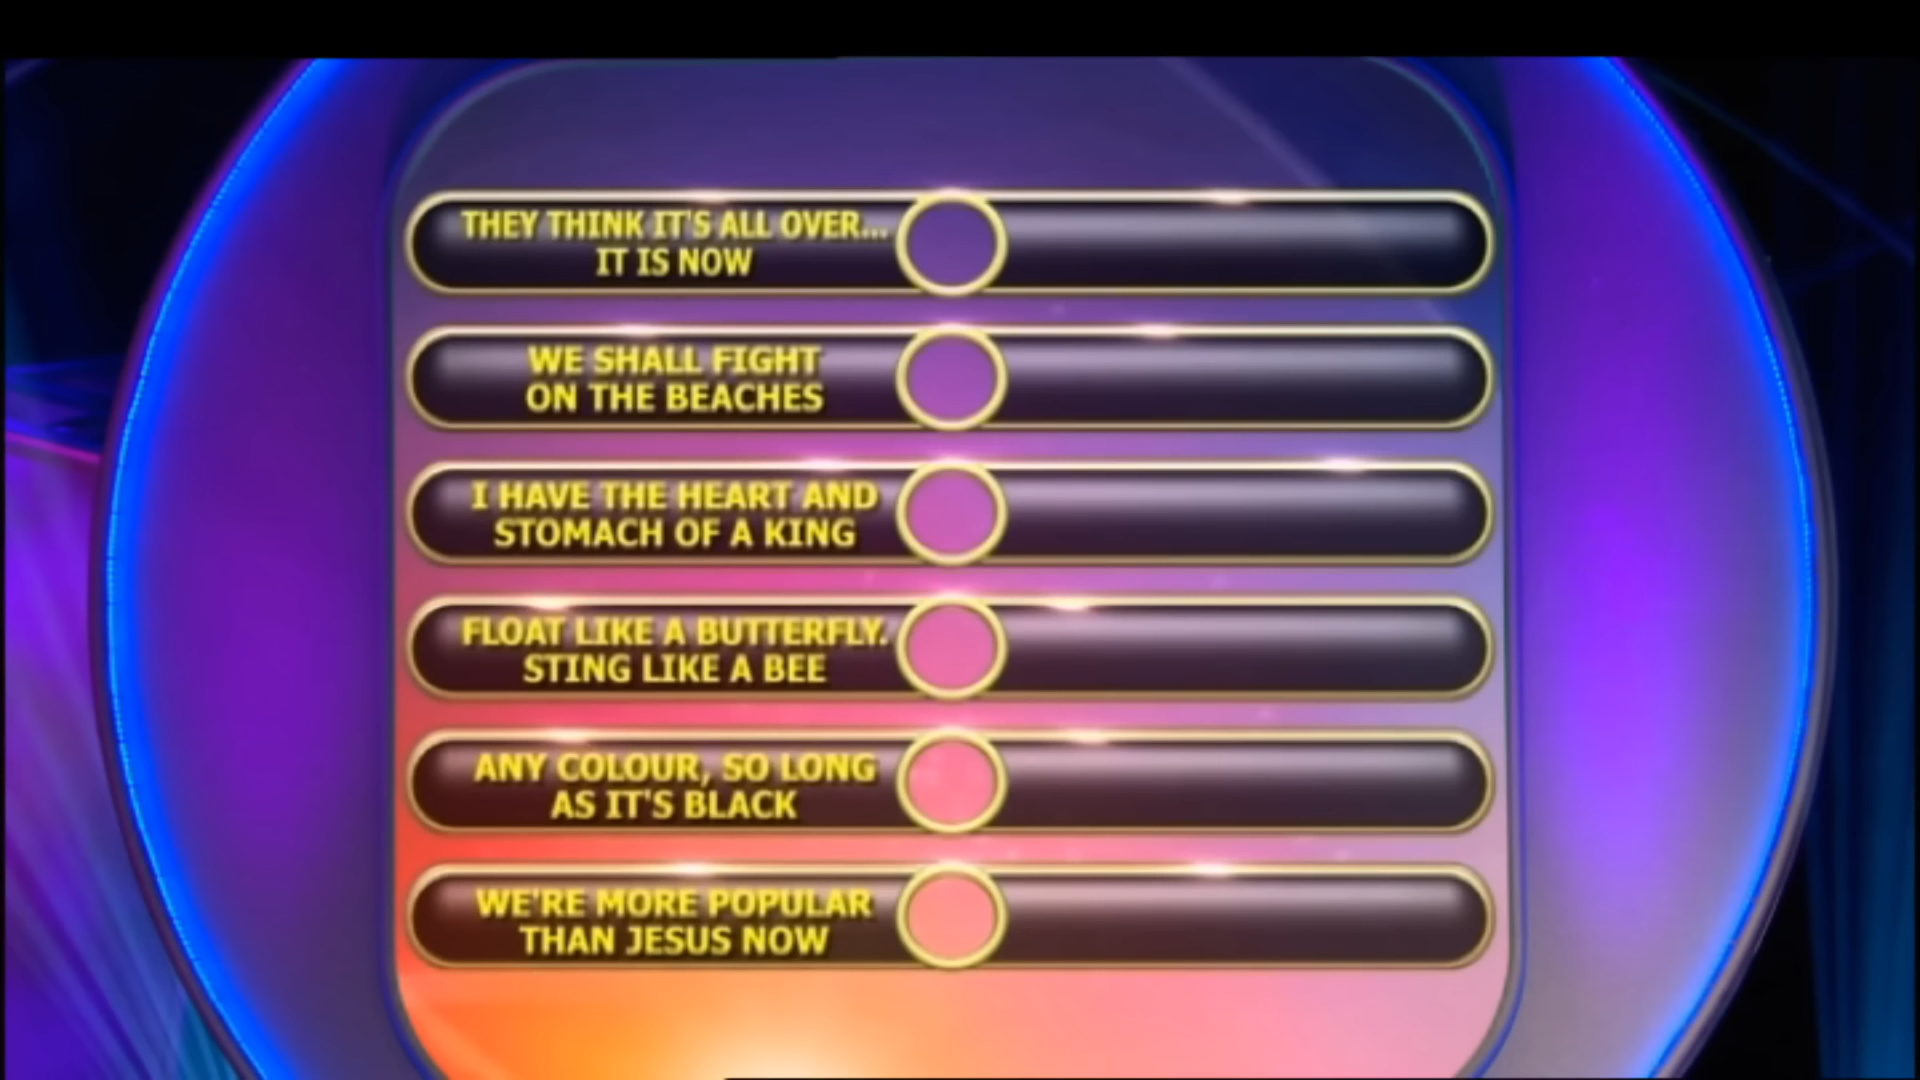 THEY THINK IT'S ALL OVER...
IT IS NOW
WE SHALL FIGHT
ON THE BEACHES
I HAVE THE HEART AND
STOMACH OF A KING
FLOAT LIKE A BUTTERFLY.
STING LIKE A BEE
ANY COLOUR, SO LONG
AS IT'S BLACK
WE'RE MORE POPULAR
THAN JESUS NOW